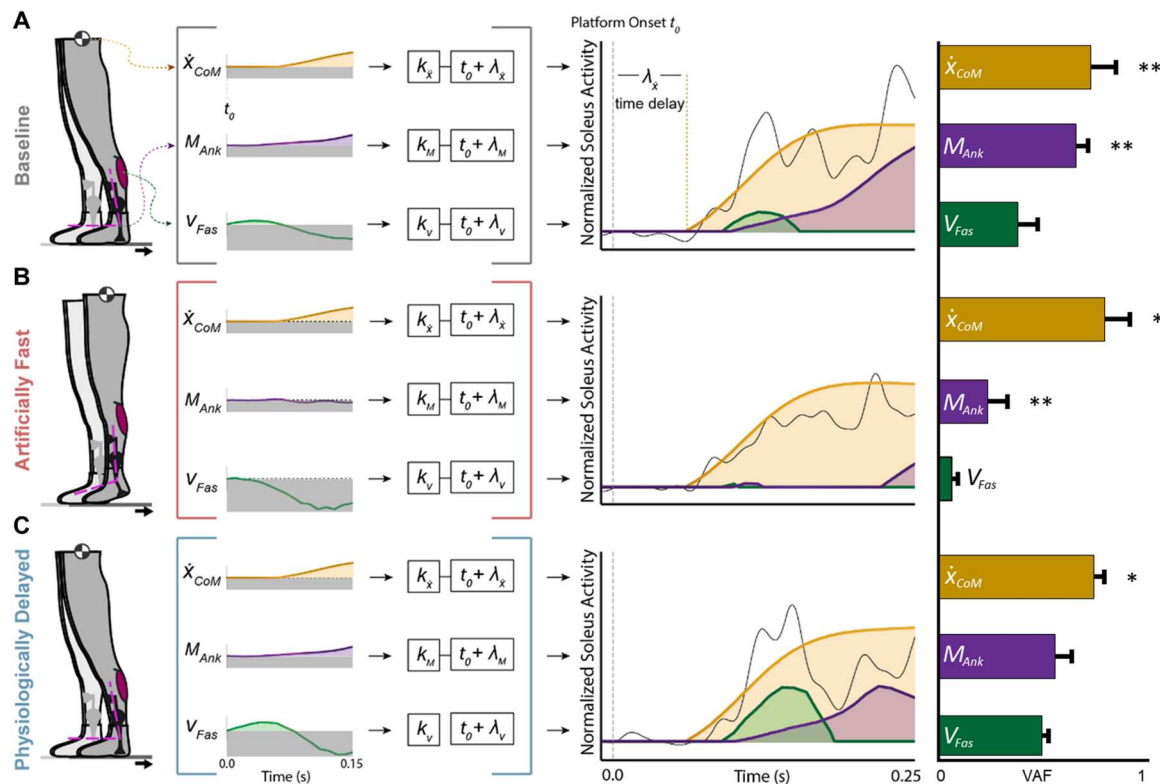 A
Baseline
ẋCoM
t0
MAnk
VFas
kẋ
t0 + λẋ
kM
t0 + λM
kv
t0 + λv
Platform Onset t0
Normalized Soleus Activity
λẋ
time delay
ẋCoM
**
MAnk
**
VFas
B
Artificially Fast
ẋCoM
MAnk
VFas
kẋ
t0 + λẋ
kM
t0 + λM
kv
t0 + λv
Normalized Soleus Activity
ẋCoM
*
MAnk
**
VFas
C
Physiologically Delayed
ẋCoM
MAnk
VFas
0.0
Time (s)
0.15
kẋ
t0 + λẋ
kM
t0 + λM
kv
t0 + λv
Normalized Soleus Activity
0.0
Time (s)
0.25
ẋCoM
*
MAnk
VFas
0
VAF
1